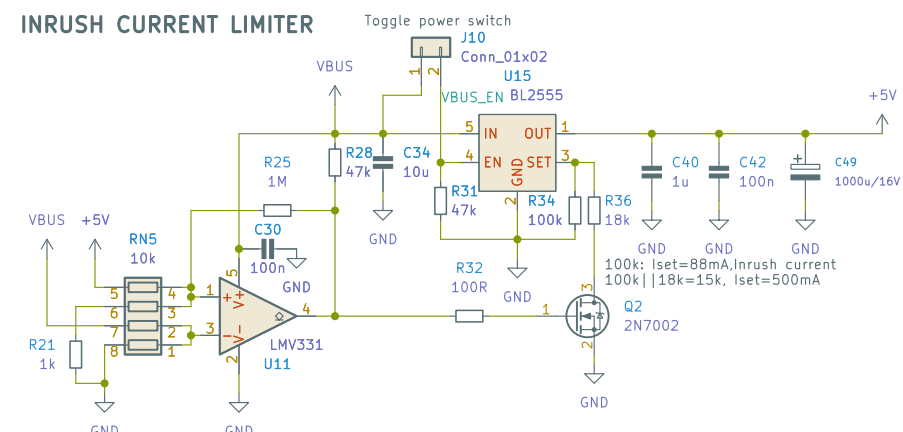 INRUSH CURRENT LIMITER
Toggle power switch
J10
Conn_01x02
1
2
VBUS
U15
BL2555
VBUS_EN
+5V
5
IN
OUT
1
4
EN
SET
3
GND
2
R28
47k
C34
10u
GND
R25
1M
R31
47k
R34
100k
R36
18k
C40
1u
GND
C42
100n
GND
C49
1000u/16V
GND
+
100k: Iset=88mA,Inrush current
100k||18k=15k, Iset=500mA
VBUS
+5V
RN5
10k
5
4
6
3
7
2
8
1
C30
100n
GND
5
1
+
V+
3
-
V-
2
4
LMV331
U11
R32
100R
GND
1
3
2
Q2
2N7002
GND
R21
1k
GND
GND